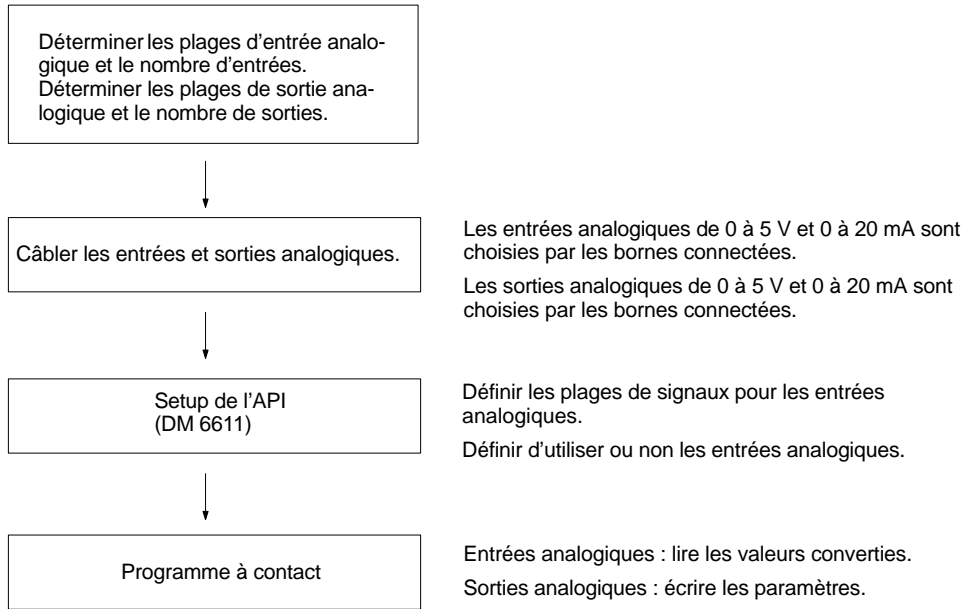 Déterminer les plages d'entrée analo-
gique et le nombre d'entrées.
Déterminer les plages de sortie ana-
logique et le nombre de sorties.
Câbler les entrées et sorties analogiques.
Les entrées analogiques de 0 à 5 V et 0 à 20 mA sont
choisies par les bornes connectées.
Les sorties analogiques de 0 à 5 V et 0 à 20 mA sont
choisies par les bornes connectées.
Setup de l'API
(DM 6611)
Définir les plages de signaux pour les entrées
analogiques.
Définir d'utiliser ou non les entrées analogiques.
Programme à contact
Entrées analogiques : lire les valeurs converties.
Sorties analogiques : écrire les paramètres.